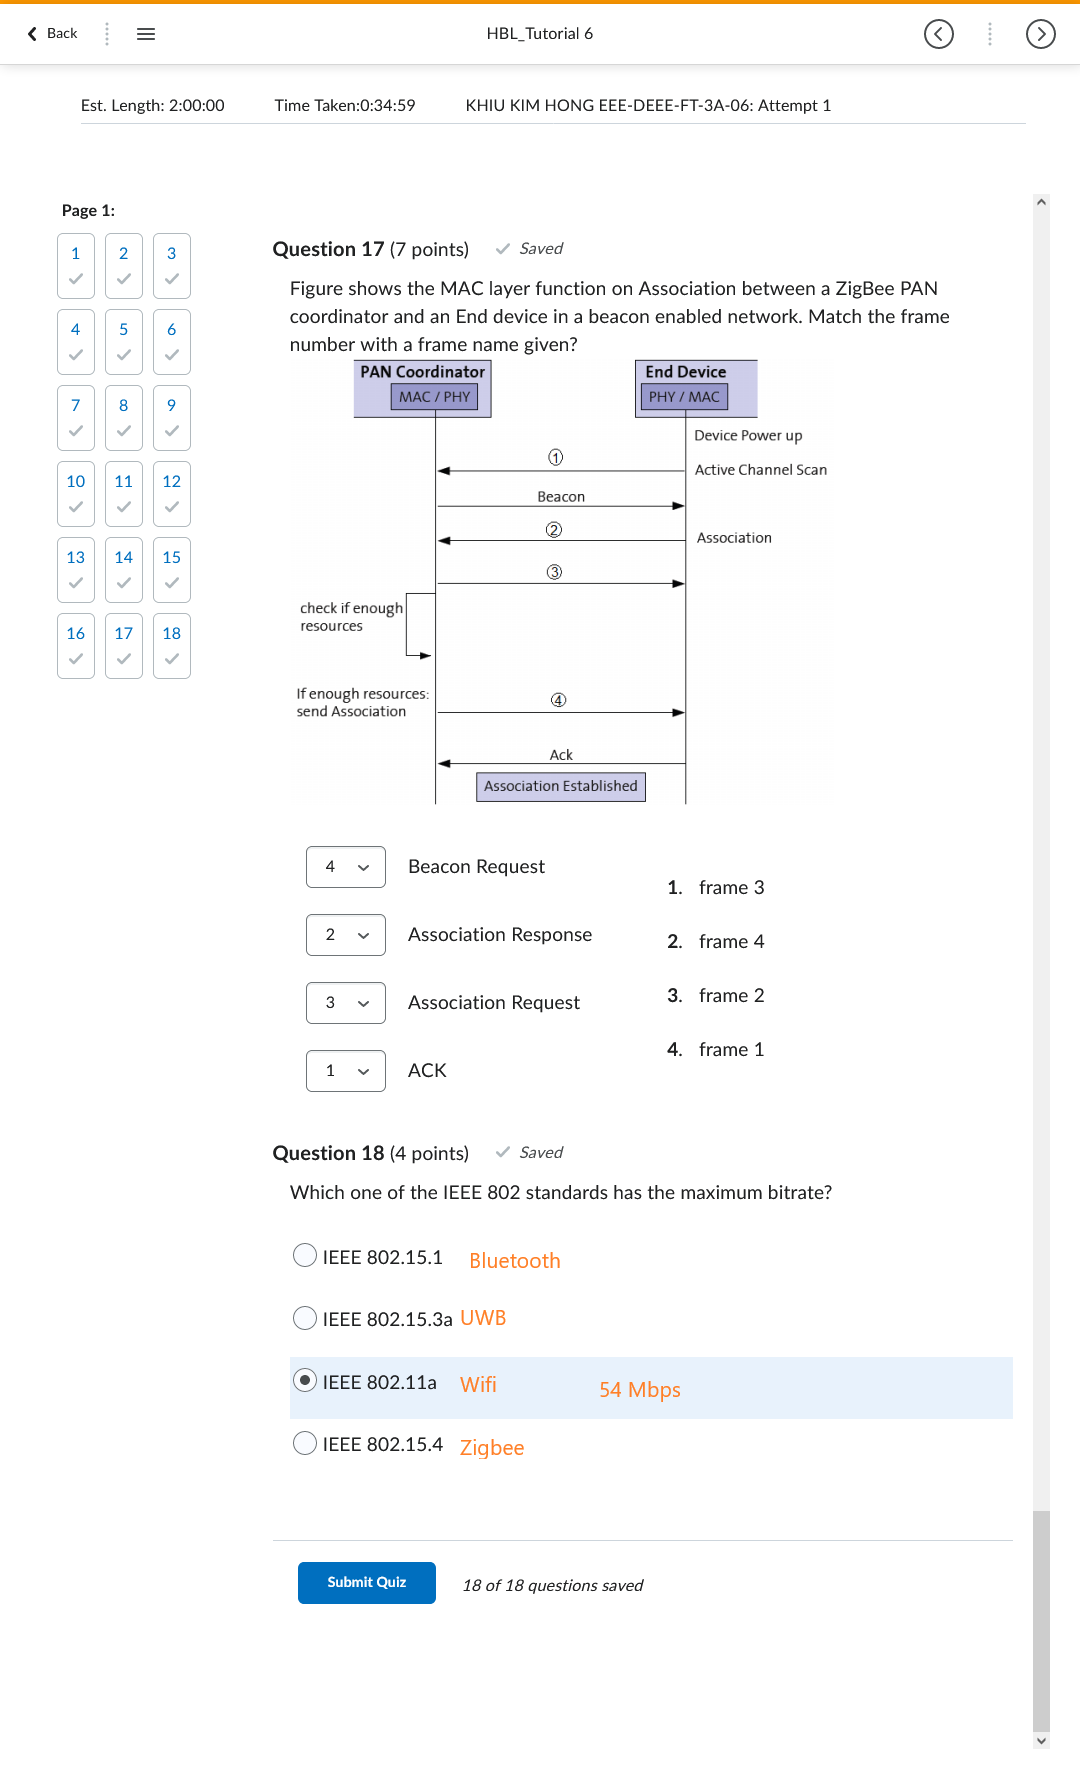 Back
HBL_Tutorial 6
Est. Length: 2:00:00 Time Taken:0:34:59 KHIU KIM HONG EEE-DEEE-FT-3A-06: Attempt 1
Page 1:
1 2 3
4 5 6
7 8 9
10 11 12
13 14 15
16 17 18
Question 17 (7 points) Saved
Figure shows the MAC layer function on Association between a ZigBee PAN
coordinator and an End device in a beacon enabled network. Match the frame
number with a frame name given?
PAN Coordinator End Device
MAC / PHY PHY / MAC
Device Power up
① Active Channel Scan
Beacon
② Association
③
check if enough
resources
If enough resources: ④
send Association
Ack
Association Established
4 Beacon Request
2 Association Response
3 Association Request
1 ACK
1. frame 3
2. frame 4
3. frame 2
4. frame 1
Question 18 (4 points) Saved
Which one of the IEEE 802 standards has the maximum bitrate?
IEEE 802.15.1 Bluetooth
IEEE 802.15.3a UWB
IEEE 802.11a Wifi 54 Mbps
IEEE 802.15.4 Zigbee
Submit Quiz 18 of 18 questions saved